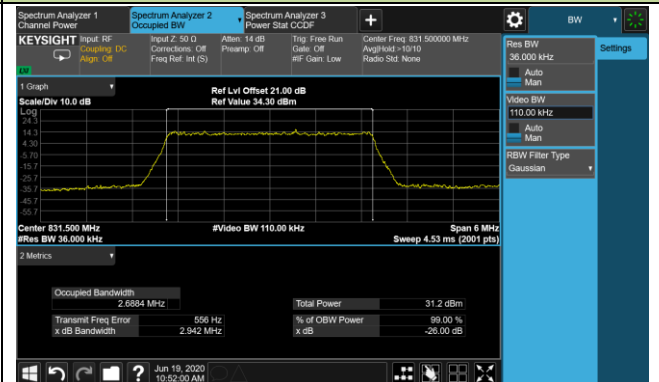 Spectrum Analyzer 1
Channel Power
Spectrum Analyzer 2
Occupied BW
Spectrum Analyzer 3
Power Stat CCDF
BW
KEYSIGHT
Input: RF
Coupling: DC
Align: Off
Input Z: 50 Ω
Corrections: Off
Freq Ref: Int (S)
Atten: 14 dB
Preamp: Off
Trig: Free Run
Gate: Off
#IF Gain: Low
Center Freq: 831.500000 MHz
Avg|Hold:>10/10
Radio Std: None
Res BW
36.000 kHz
Auto
Man
Settings
Video BW
110.00 kHz
Auto
Man
RBW Filter Type
Gaussian
1 Graph
Scale/Div 10.0 dB
Ref Lvl Offset 21.00 dB
Ref Value 34.30 dBm
Log
24.3
14.3
4.30
-5.70
-15.7
-25.7
-35.7
-45.7
-55.7
Center 831.500 MHz
#Video BW 110.00 kHz
Span 6 MHz
#Res BW 36.000 kHz
Sweep 4.53 ms (2001 pts)
2 Metrics
Occupied Bandwidth
2.6884 MHz
Total Power 31.2 dBm
Transmit Freq Error 556 Hz
% of OBW Power 99.00 %
x dB Bandwidth 2.942 MHz
x dB -26.00 dB
?
Jun 19, 2020
10:52:00 AM